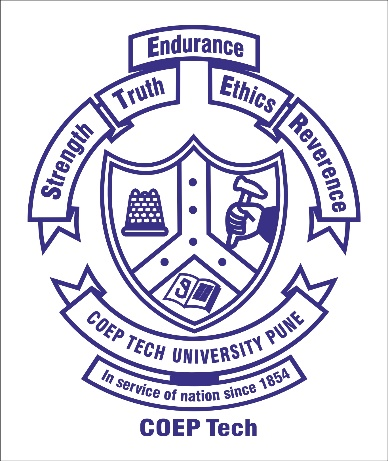 Endurance
Truth
Ethics
Strength
Reverence
COEP TECH UNIVERSITY PUNE
In service of nation since 1854
COEP Tech